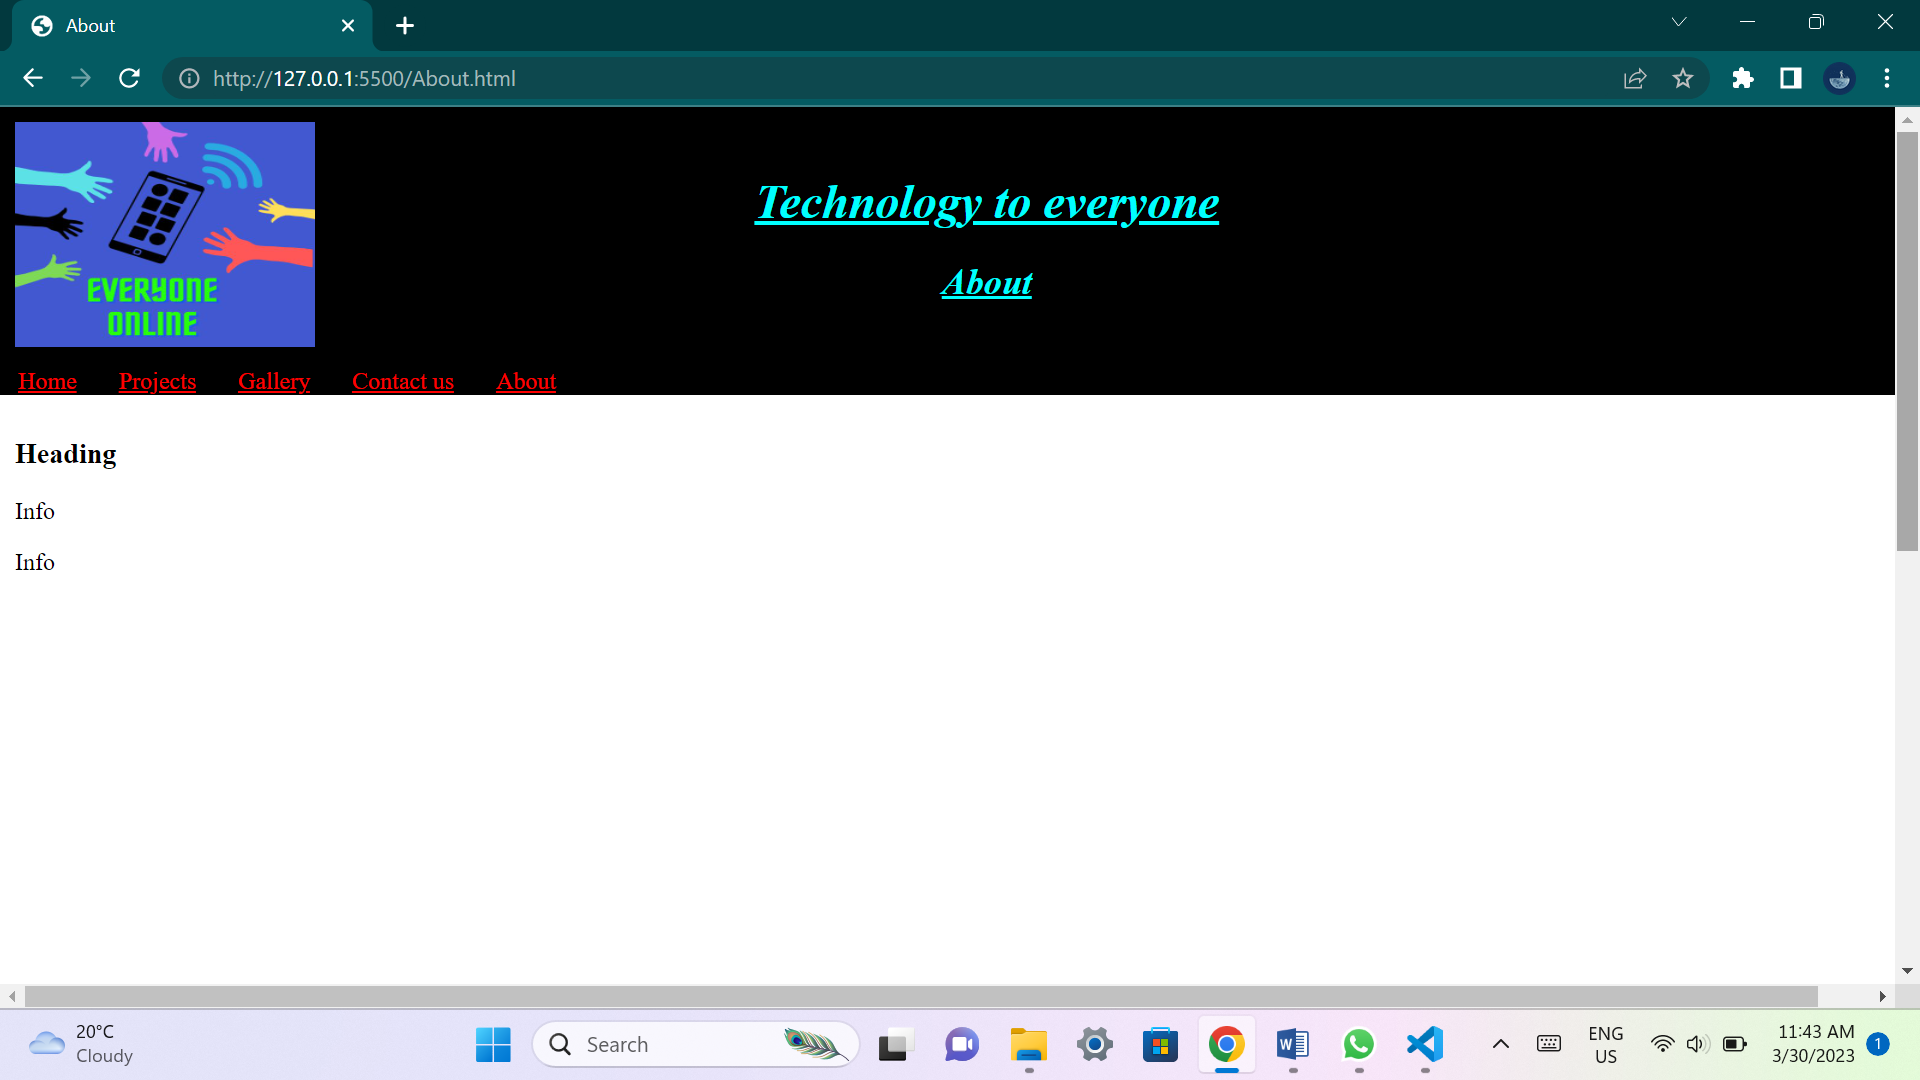 About
http://127.0.0.1:5500/About.html
EVERYONE
ONLINE
Technology to everyone
About
Home Projects Gallery Contact us About
Heading
Info
Info
20°C
Cloudy
Search
W
ENG
US
11:43 AM
3/30/2023
1